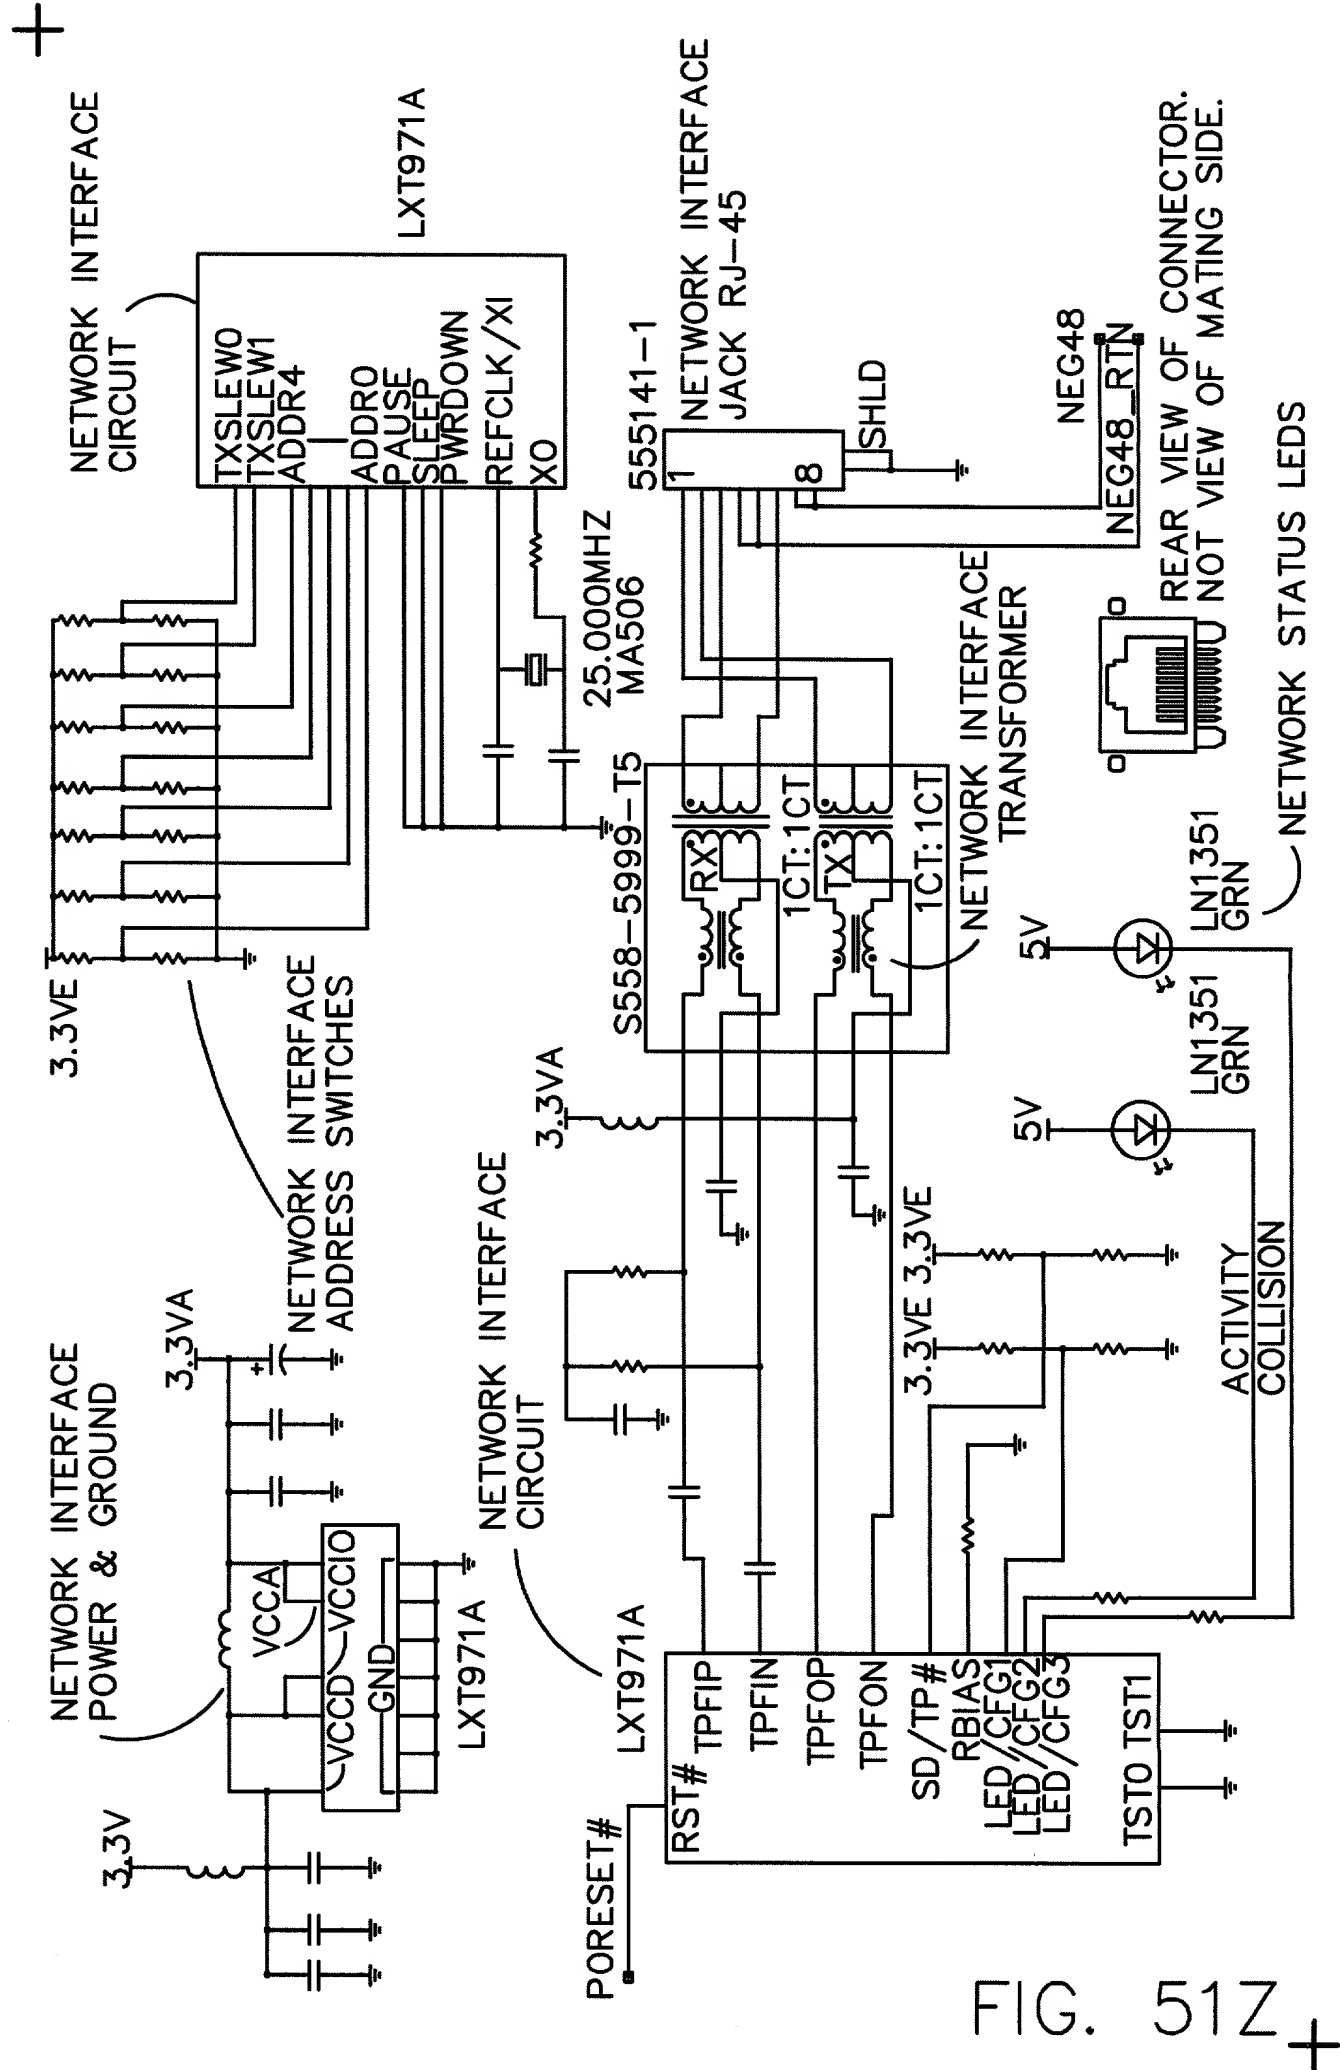 NETWORK INTERFACE
POWER & GROUND
3.3V
3.3VA
VCCA
VCCD
VCCIO
GND
LXT971A
3.3VE
NETWORK INTERFACE
ADDRESS SWITCHES
NETWORK INTERFACE
CIRCUIT
TXSLEW0
TXSLEW1
ADDR4
ADDR0
PAUSE
SLEEP
PWRDOWN
REFCLK/XI
XO
LXT971A
25.000MHZ
MA506
NETWORK INTERFACE
CIRCUIT
LXT971A
PORESET#
RST#
TPFIP
TPFIN
TPFOP
TPFON
SD/TP#
RBIAS
LED/CFG1
LED/CFG2
LED/CFG3
TST0 TST1
3.3VA
S558-5999-T5
RX
1CT:1CT
TX
1CT:1CT
NETWORK INTERFACE
TRANSFORMER
555141-1
NETWORK INTERFACE
JACK RJ-45
1
8
SHLD
NEG48
NEG48_RTN
REAR VIEW OF CONNECTOR.
NOT VIEW OF MATING SIDE.
3.3VE 3.3VE
5V
5V
LN1351
GRN
LN1351
GRN
ACTIVITY
COLLISION
NETWORK STATUS LEDS
FIG. 51Z